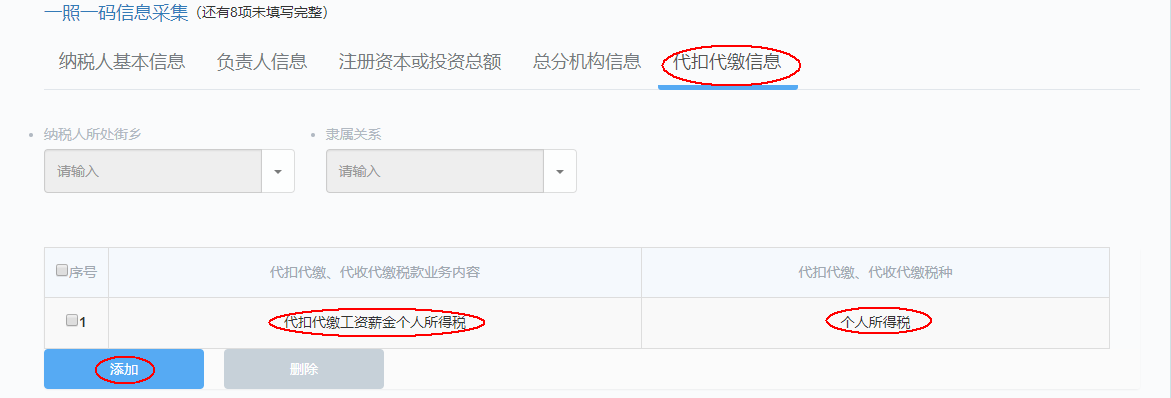 一照一码信息采集（还有8项未填写完整）
纳税人基本信息 负责人信息 注册资本或投资总额 总分机构信息 代扣代缴信息
纳税人所处街乡 隶属关系
请输入 请输入
序号 代扣代缴、代收代缴税款业务内容 代扣代缴、代收代缴税种
1 代扣代缴工资薪金个人所得税 个人所得税
添加 删除